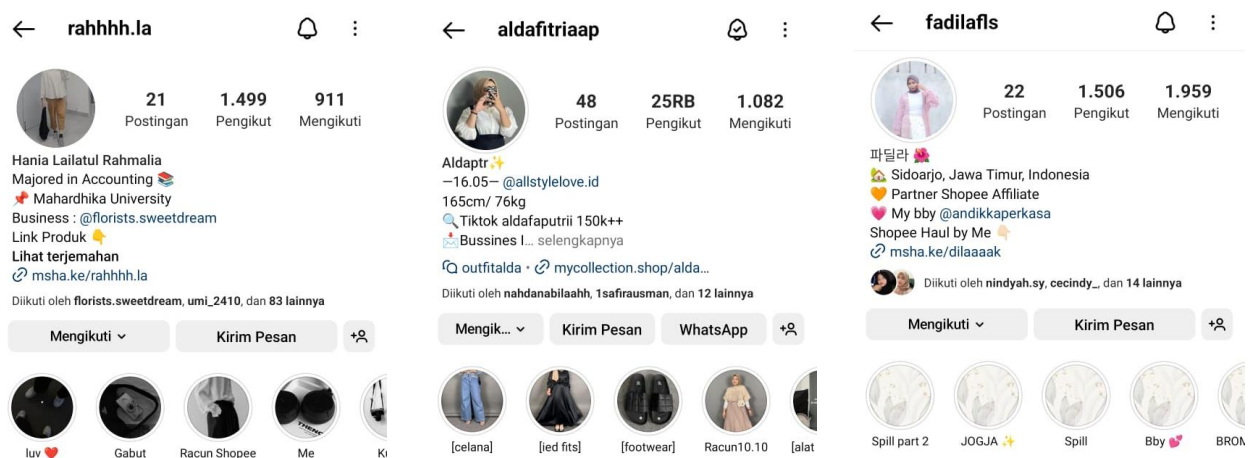 rahhhh.la
21 1.499 911
Postingan Pengikut Mengikuti
Hania Lailatul Rahmalia
Majored in Accounting 📚
📌 Mahardhika University
Business : @florists.sweetdream
Link Produk 👇
Lihat terjemahan
msha.ke/rahhhh.la
Diikuti oleh florists.sweetdream, umi_2410, dan 83 lainnya
Mengikuti Kirim Pesan
luv ❤️ Gabut Racun Shopee Me
aldafitriaap
48 25RB 1.082
Postingan Pengikut Mengikuti
Aldaptr✨
—16.05— @allstylelove.id
165cm/ 76kg
🔍Tiktok aldafaputrii 150k++
📩Bussines I... selengkapnya
outfitalda · mycollection.shop/alda...
Diikuti oleh nahdanabilaahh, 1safirausman, dan 12 lainnya
Mengik... Kirim Pesan WhatsApp
[celana] [ied fits] [footwear] Racun10.10 [alat
fadilafls
22 1.506 1.959
Postingan Pengikut Mengikuti
파딜라 🌺
🏡 Sidoarjo, Jawa Timur, Indonesia
🧡 Partner Shopee Affiliate
💗 My bby @andikkaperkasa
Shopee Haul by Me 👇🏻
msha.ke/dilaaaak
Diikuti oleh nindyah.sy, cecindy_, dan 14 lainnya
Mengikuti Kirim Pesan
Spill part 2 JOGJA ✨ Spill Bby 💕 BROM